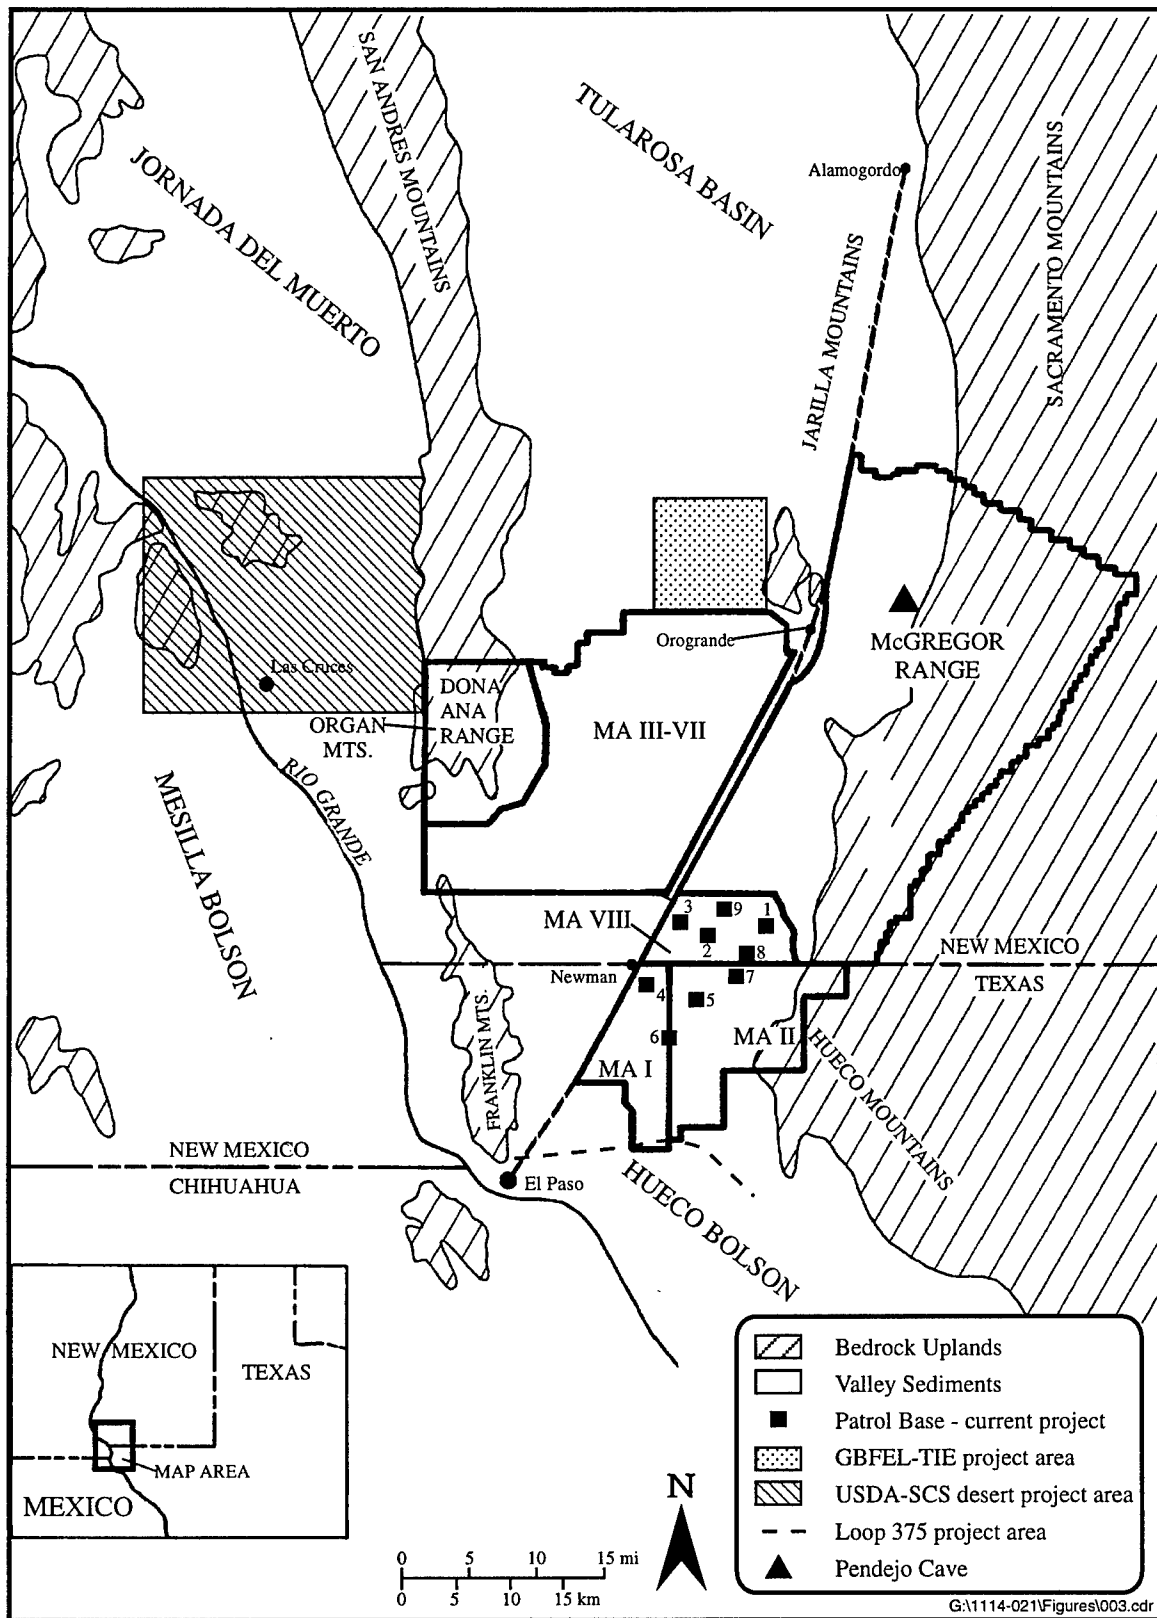 SAN ANDRES MOUNTAINS
TULAROSA BASIN
JORNADA DEL MUERTO
Alamogordo
SACRAMENTO MOUNTAINS
JARILLA MOUNTAINS
Orogrande
McGREGOR
RANGE
Las Cruces
DONA
ANA
RANGE
ORGAN
MTS.
MA III-VII
RIO GRANDE
MESILLA BOLSON
MA VIII
3
9
1
2
8
NEW MEXICO
TEXAS
Newman
7
4
5
6
MA II
MA I
FRANKLIN MTS.
HUECO MOUNTAINS
NEW MEXICO
CHIHUAHUA
El Paso
HUECO BOLSON
NEW MEXICO
TEXAS
MAP AREA
MEXICO
N
0 5 10 15 mi
0 5 10 15 km
Bedrock Uplands
Valley Sediments
Patrol Base - current project
GBFEL-TIE project area
USDA-SCS desert project area
Loop 375 project area
Pendejo Cave
G:\1114-021\Figures\003.cdr